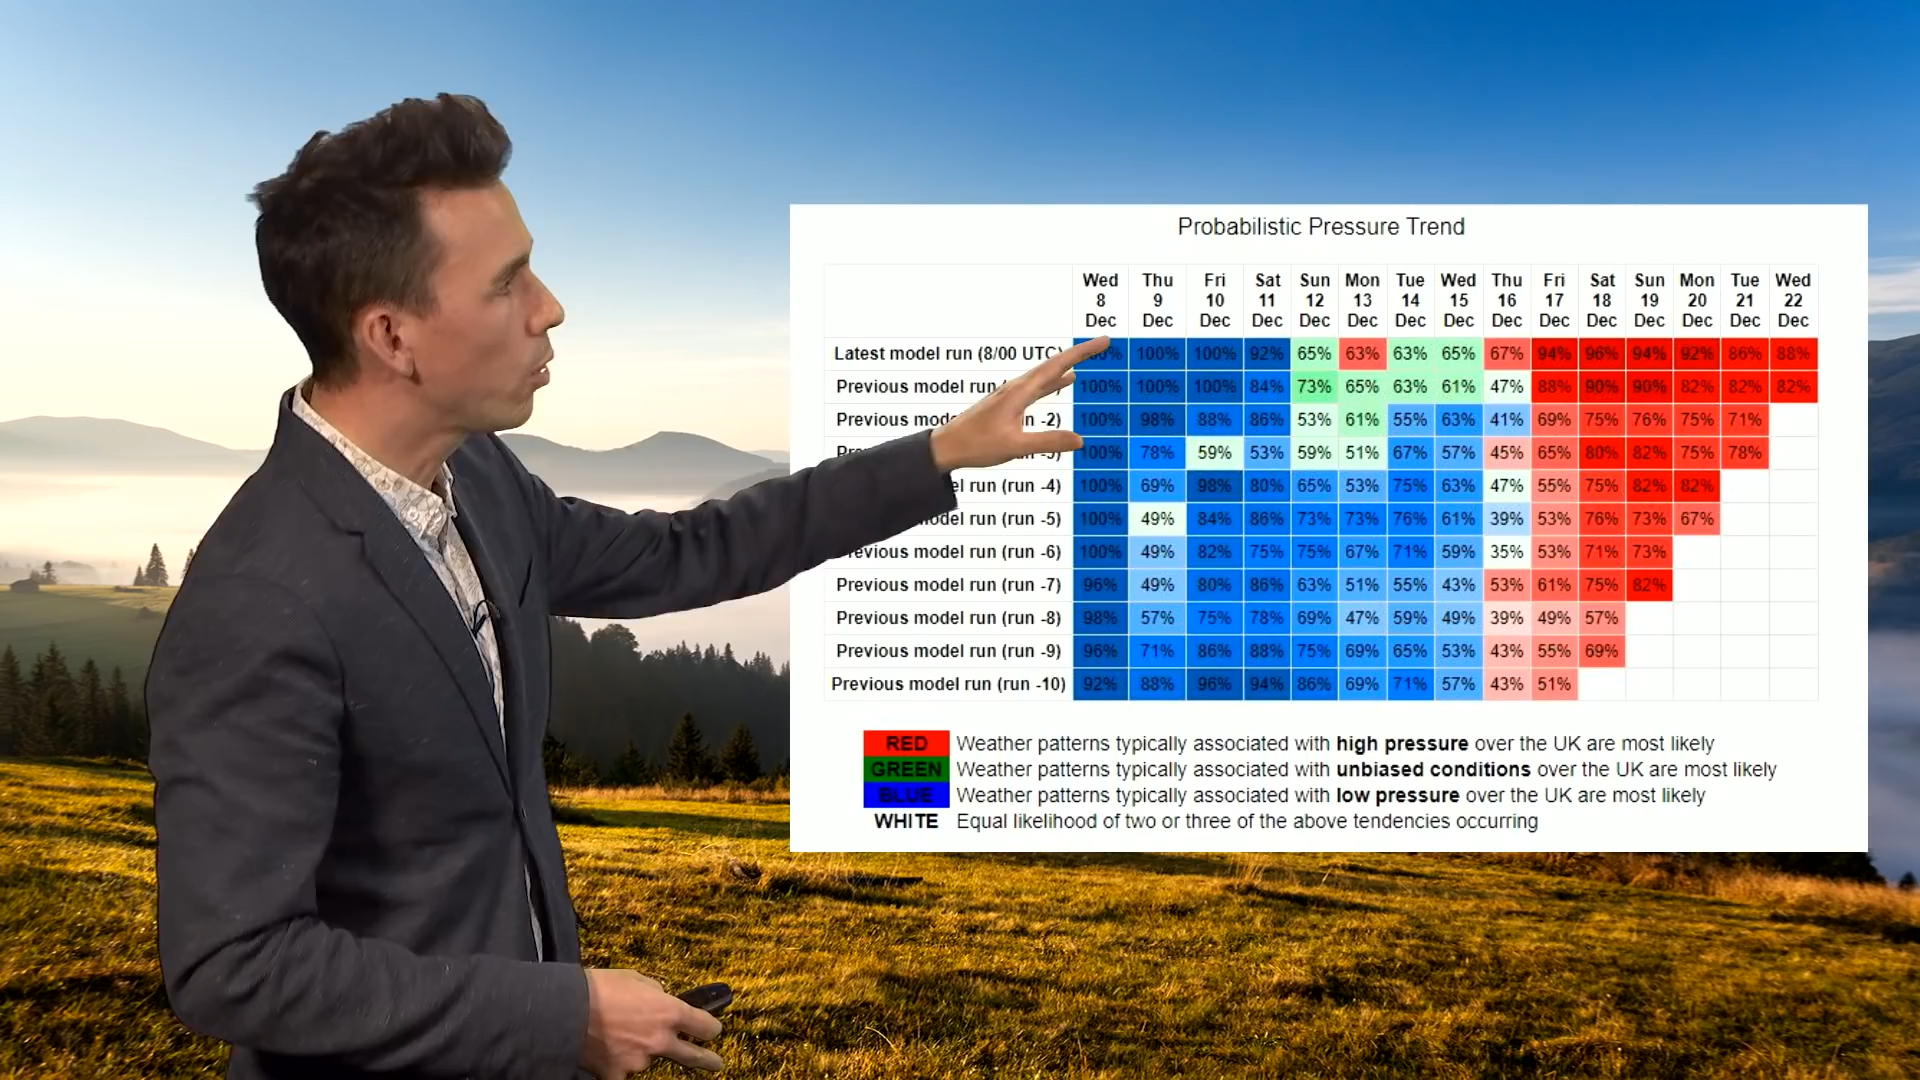 Probabilistic Pressure Trend
Wed 8 Dec Thu 9 Dec Fri 10 Dec Sat 11 Dec Sun 12 Dec Mon 13 Dec Tue 14 Dec Wed 15 Dec Thu 16 Dec Fri 17 Dec Sat 18 Dec Sun 19 Dec Mon 20 Dec Tue 21 Dec Wed 22 Dec
Latest model run (8/00 UTC) 100% 100% 92% 65% 63% 63% 65% 67% 94% 96% 94% 92% 86% 88%
Previous model run 100% 100% 100% 84% 73% 65% 63% 61% 47% 88% 90% 90% 82% 82% 82%
Previous model -2) 100% 98% 88% 86% 53% 61% 55% 63% 41% 69% 75% 76% 75% 71%
100% 78% 59% 53% 59% 51% 67% 57% 45% 65% 80% 82% 75% 78%
run (run -4) 100% 69% 98% 80% 65% 53% 75% 63% 47% 55% 75% 82% 82%
run (run -5) 100% 49% 84% 86% 73% 73% 76% 61% 39% 53% 76% 73% 67%
Previous model run (run -6) 100% 49% 82% 75% 75% 67% 71% 59% 35% 53% 71% 73%
Previous model run (run -7) 96% 49% 80% 86% 63% 51% 55% 43% 53% 61% 75% 82%
Previous model run (run -8) 98% 57% 75% 78% 69% 47% 59% 49% 39% 49% 57%
Previous model run (run -9) 96% 71% 86% 88% 75% 69% 65% 53% 43% 55% 69%
Previous model run (run -10) 92% 88% 96% 94% 86% 69% 71% 57% 43% 51%
RED Weather patterns typically associated with high pressure over the UK are most likely
GREEN Weather patterns typically associated with unbiased conditions over the UK are most likely
BLUE Weather patterns typically associated with low pressure over the UK are most likely
WHITE Equal likelihood of two or three of the above tendencies occurring